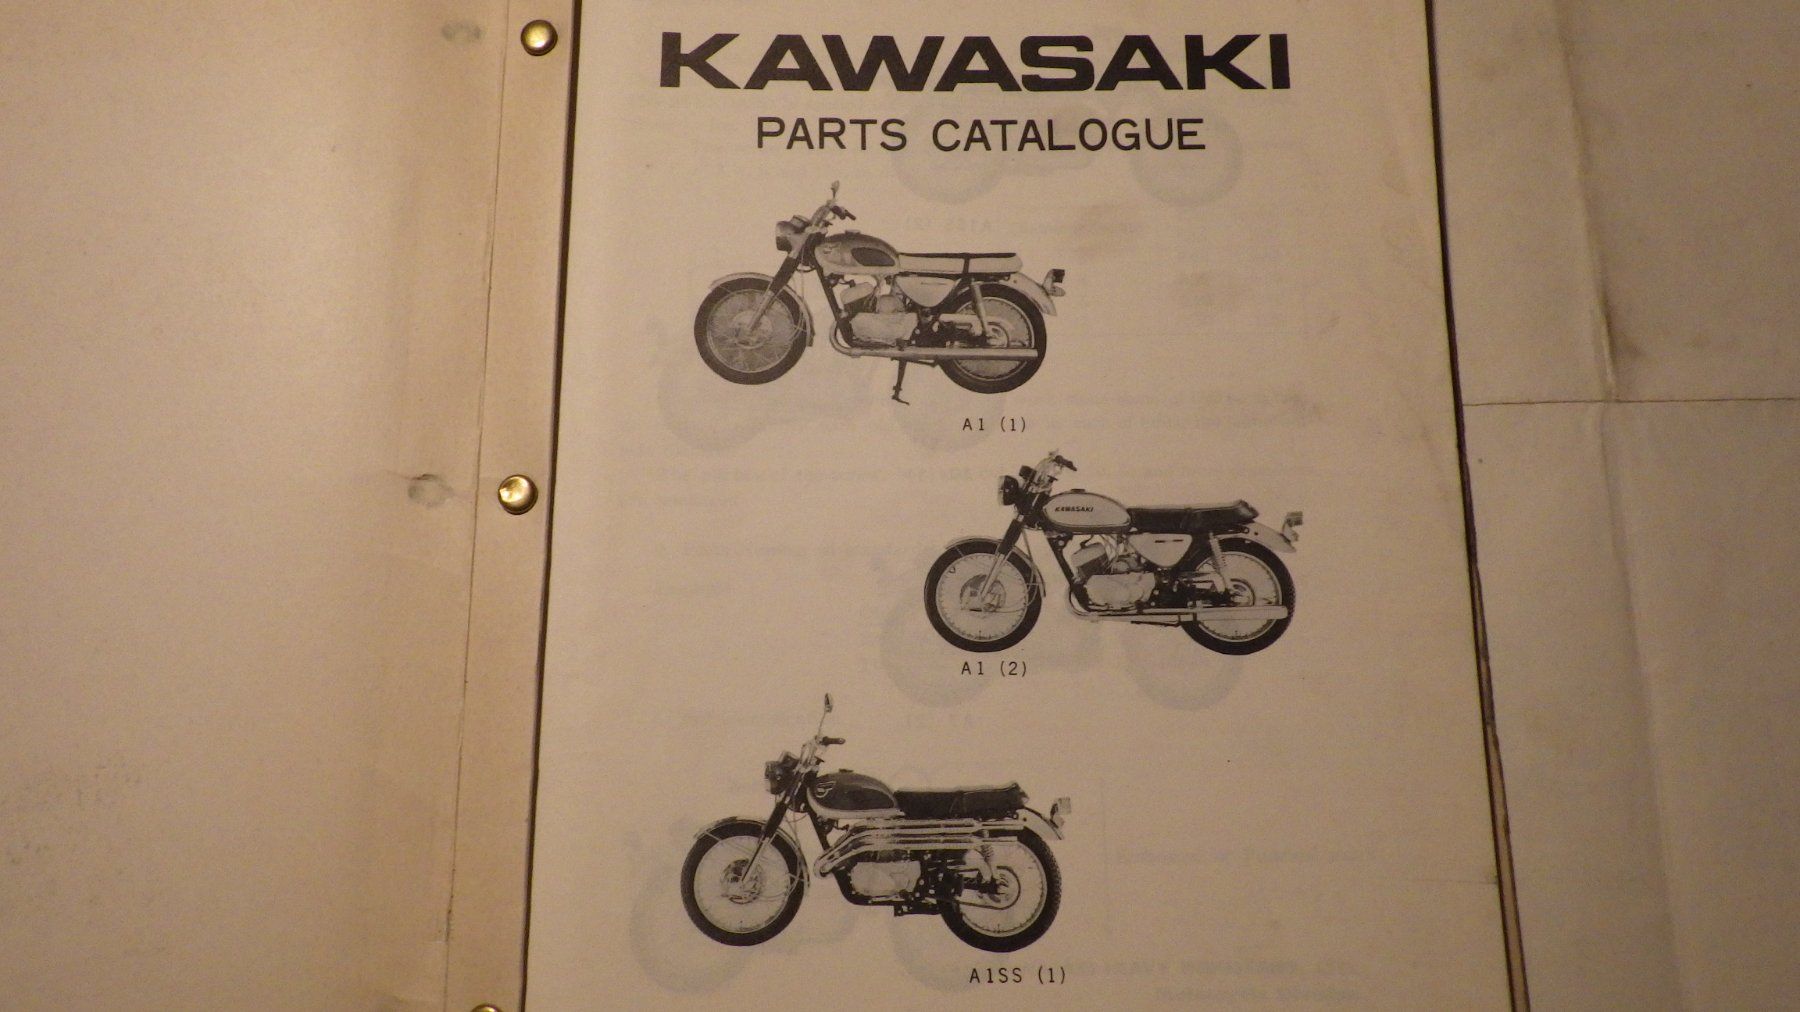 KAWASAKI
PARTS CATALOGUE
A1 (1)
KAWASAKI
A1 (2)
A1SS (1)